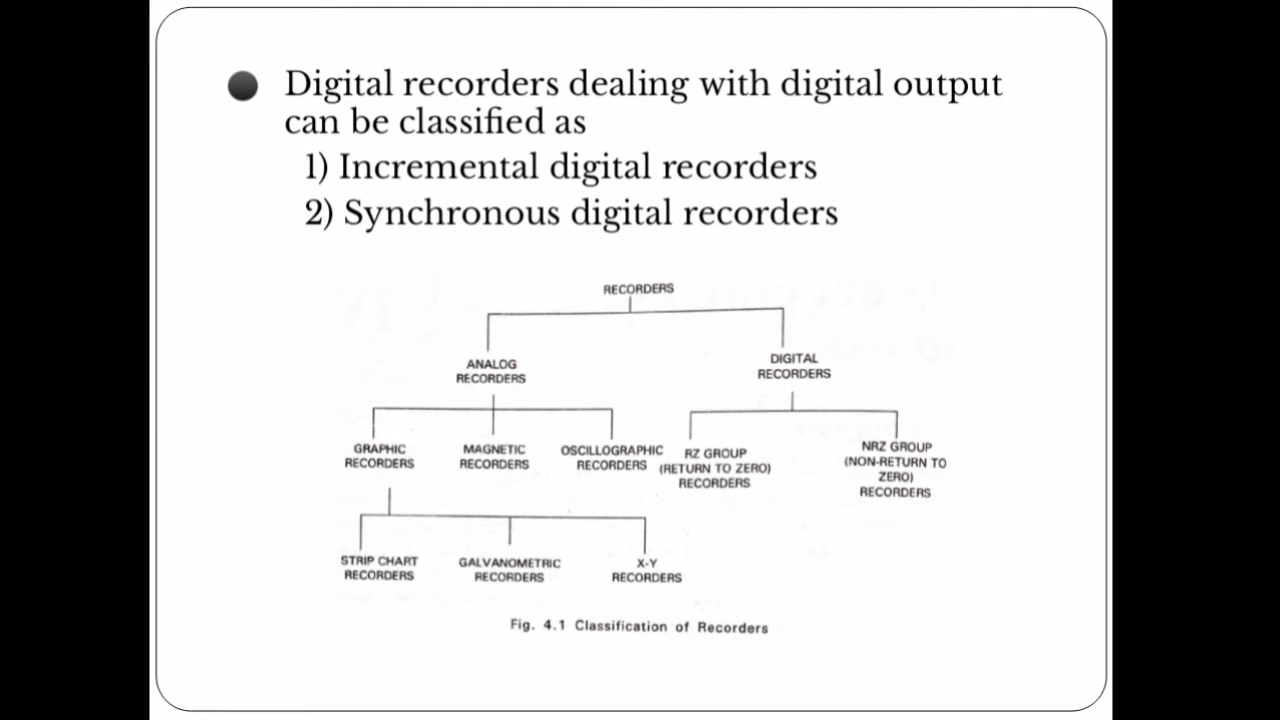 Digital recorders dealing with digital output
can be classified as
1) Incremental digital recorders
2) Synchronous digital recorders
RECORDERS
ANALOG
RECORDERS
DIGITAL
RECORDERS
GRAPHIC
RECORDERS
MAGNETIC
RECORDERS
OSCILLOGRAPHIC
RECORDERS
RZ GROUP
(RETURN TO ZERO)
RECORDERS
NRZ GROUP
(NON-RETURN TO
ZERO)
RECORDERS
STRIP CHART
RECORDERS
GALVANOMETRIC
RECORDERS
X-Y
RECORDERS
Fig. 4.1 Classification of Recorders